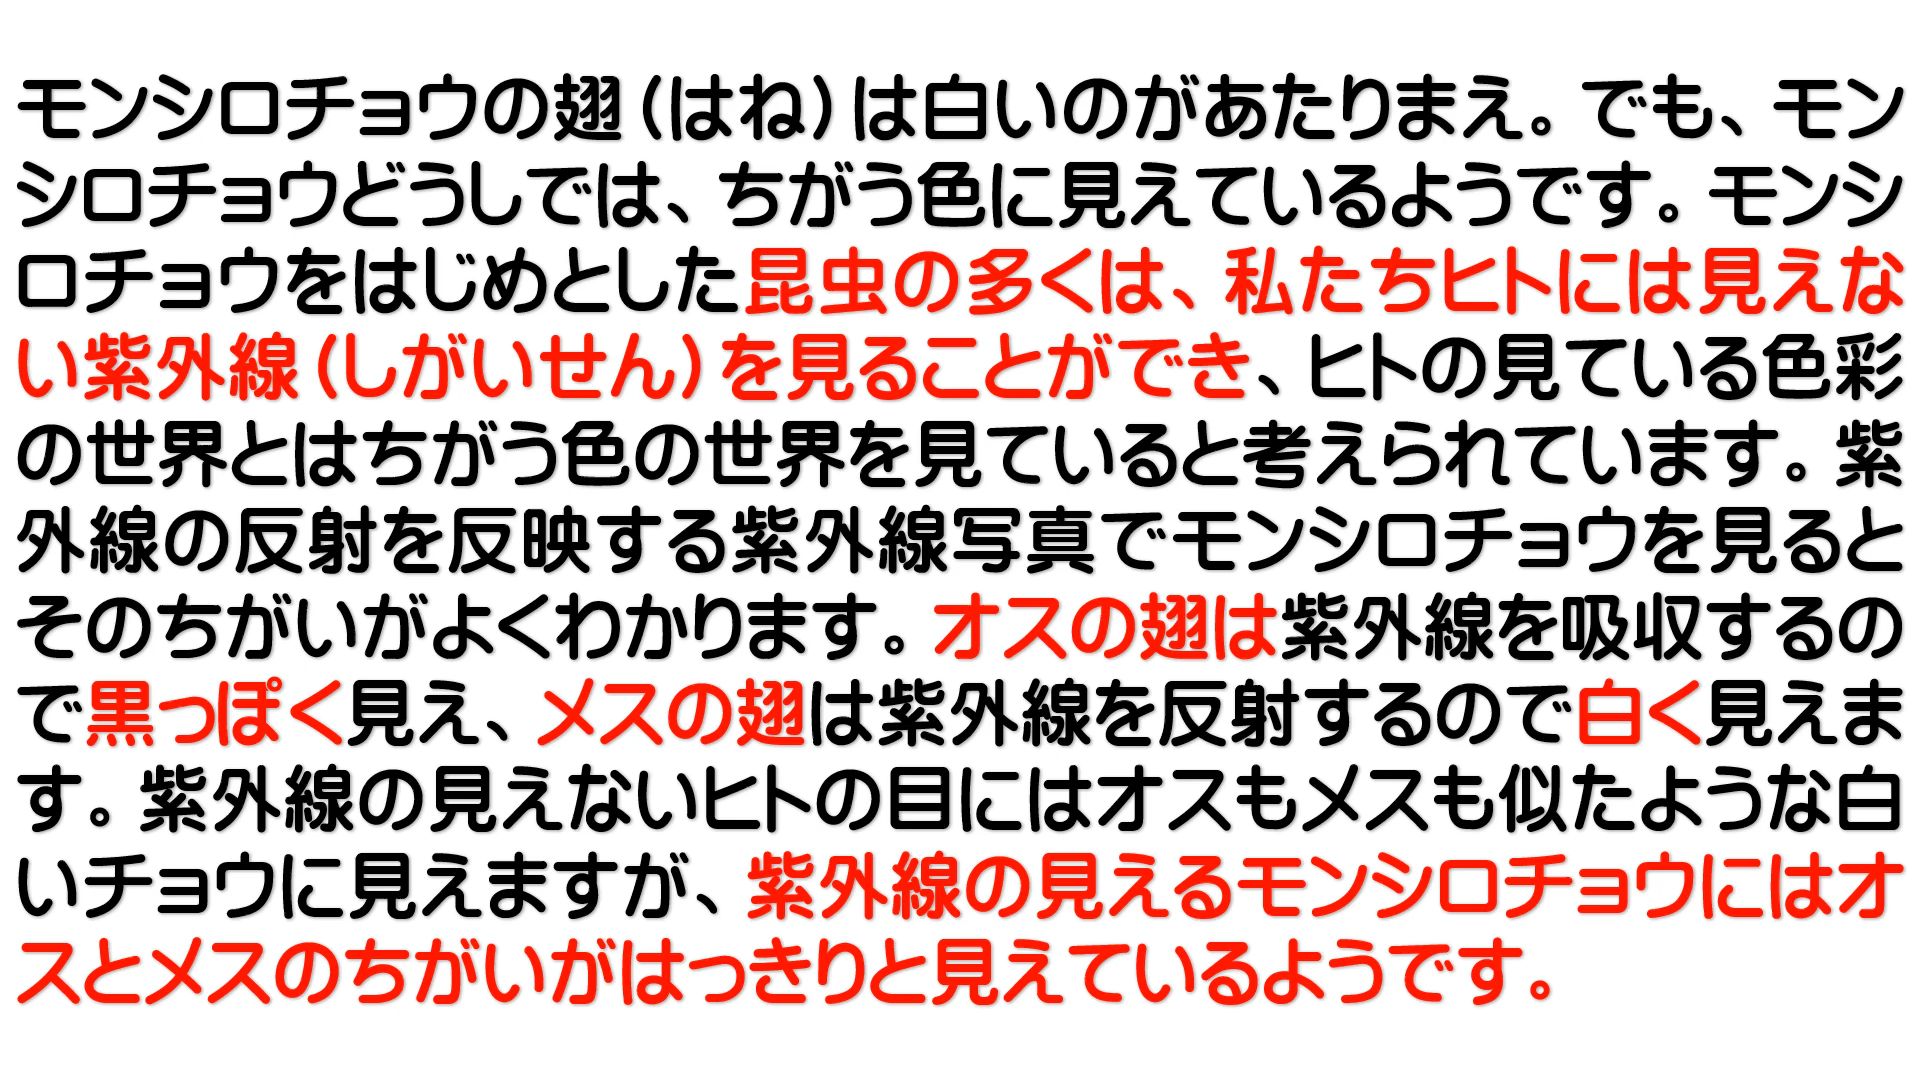 モンシロチョウの翅（はね）は白いのがあたりまえ。でも、モン
シロチョウどうしでは、ちがう色に見えているようです。モンシ
ロチョウをはじめとした昆虫の多くは、私たちヒトには見えな
い紫外線（しがいせん）を見ることができ、ヒトの見ている色彩
の世界とはちがう色の世界を見ていると考えられています。紫
外線の反射を反映する紫外線写真でモンシロチョウを見ると
そのちがいがよくわかります。オスの翅は紫外線を吸収するの
で黒っぽく見え、メスの翅は紫外線を反射するので白く見えま
す。紫外線の見えないヒトの目にはオスもメスも似たような白
いチョウに見えますが、紫外線の見えるモンシロチョウにはオ
スとメスのちがいがはっきりと見えているようです。